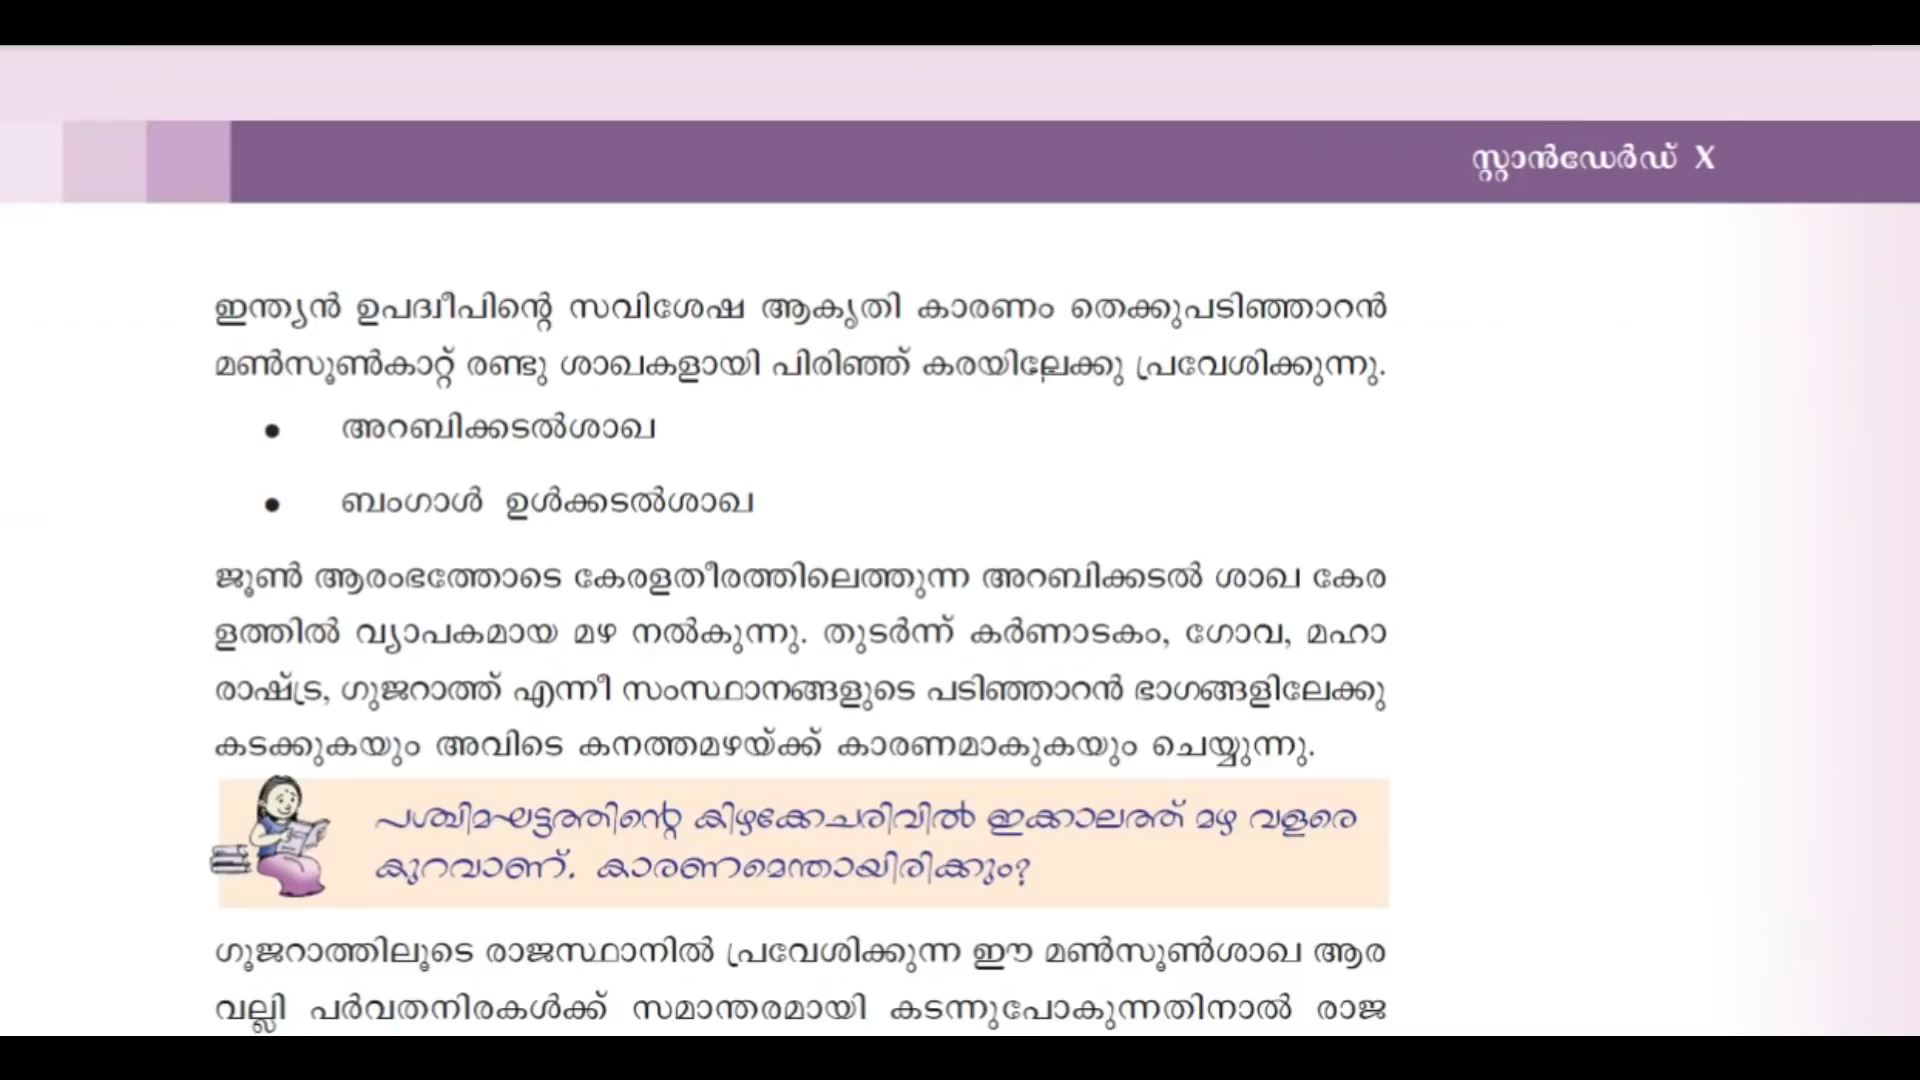 സ്റ്റാൻഡേർഡ് X
ഇന്ത്യൻ ഉപദ്വീപിന്റെ സവിശേഷ ആകൃതി കാരണം തെക്കുപടിഞ്ഞാറൻ
മൺസൂൺകാറ്റ് രണ്ടു ശാഖകളായി പിരിഞ്ഞ് കരയിലേക്കു പ്രവേശിക്കുന്നു.
• അറബിക്കടൽശാഖ
• ബംഗാൾ ഉൾക്കടൽശാഖ
ജൂൺ ആരംഭത്തോടെ കേരളതീരത്തിലെത്തുന്ന അറബിക്കടൽ ശാഖ കേര
ളത്തിൽ വ്യാപകമായ മഴ നൽകുന്നു. തുടർന്ന് കർണാടകം, ഗോവ, മഹാ
രാഷ്ട്ര, ഗുജറാത്ത് എന്നീ സംസ്ഥാനങ്ങളുടെ പടിഞ്ഞാറൻ ഭാഗങ്ങളിലേക്കു
കടക്കുകയും അവിടെ കനത്തമഴയ്ക്ക് കാരണമാകുകയും ചെയ്യുന്നു.
പശ്ചിമഘട്ടത്തിന്റെ കിഴക്കേചരിവിൽ ഇക്കാലത്ത് മഴ വളരെ
കുറവാണ്. കാരണമെന്തായിരിക്കും?
ഗുജറാത്തിലൂടെ രാജസ്ഥാനിൽ പ്രവേശിക്കുന്ന ഈ മൺസൂൺശാഖ ആര
വല്ലി പർവതനിരകൾക്ക് സമാന്തരമായി കടന്നുപോകുന്നതിനാൽ രാജ